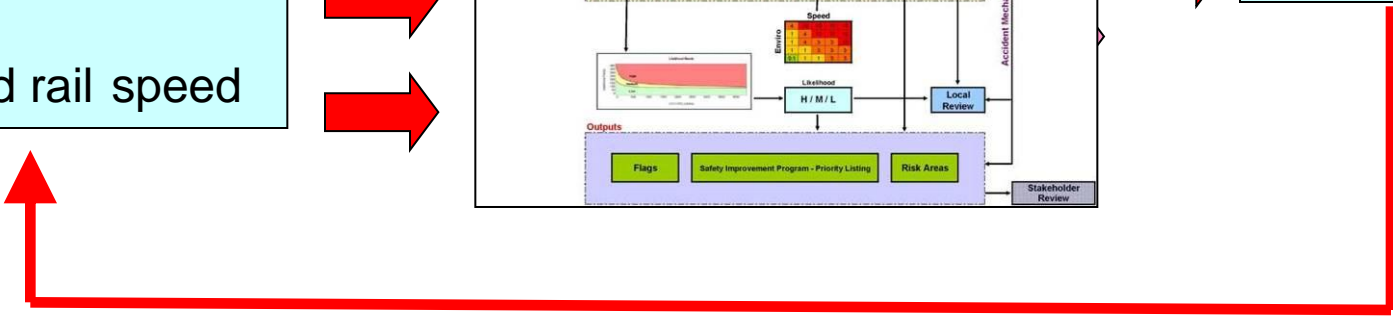 d rail speed
Speed
Enviro
Accident Mecha
Likelihood
H / M / L
Local
Review
Outputs
Flags
Safety Improvement Program - Priority Listing
Risk Areas
Stakeholder
Review